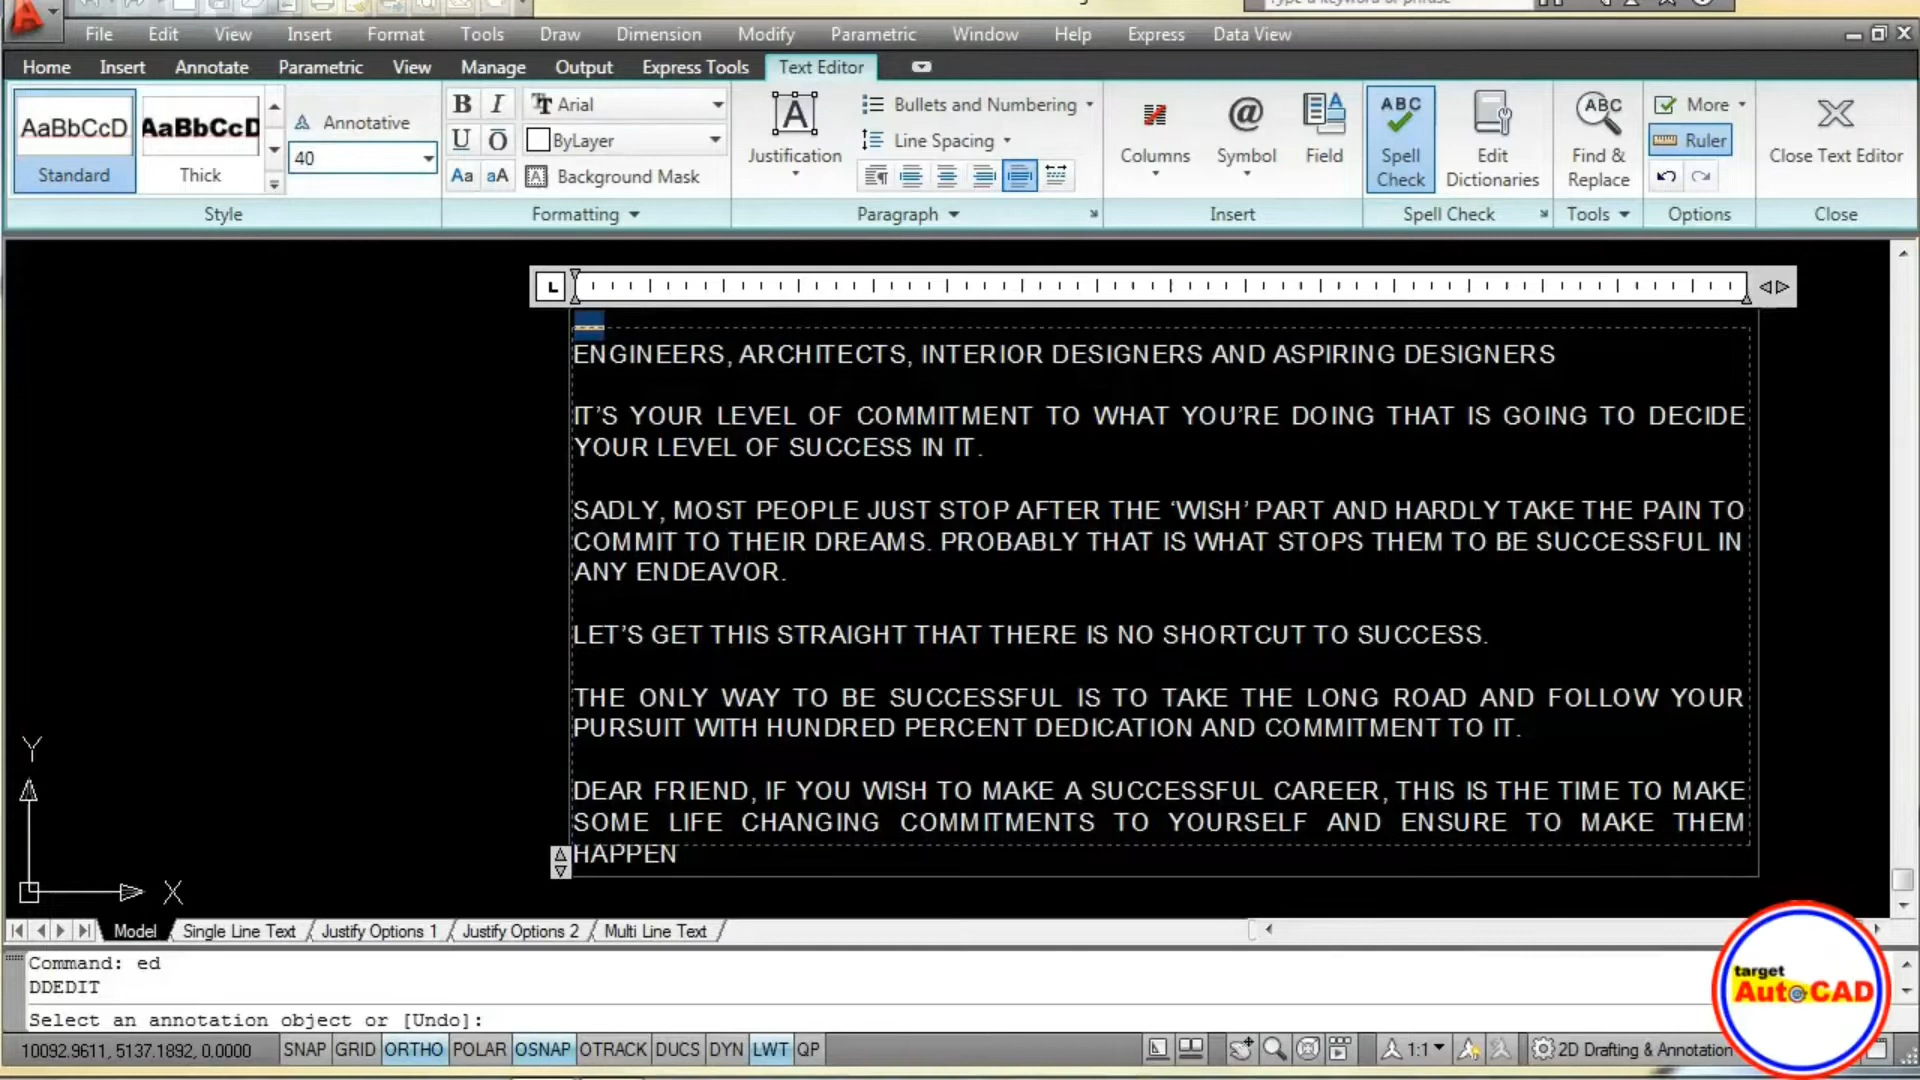 File Edit View Insert Format Tools Draw Dimension Modify Parametric Window Help Express Data View
Home Insert Annotate Parametric View Manage Output Express Tools Text Editor
AaBbCcD AaBbCcD Annotative
40
Standard Thick
Style
B I Arial
U O ByLayer
Aa aA Background Mask
Formatting
A
Justification
Bullets and Numbering
Line Spacing
Paragraph
Columns
@
Symbol
Field
Insert
ABC
Spell
Check
Edit
Dictionaries
Spell Check
ABC
Find &
Replace
Tools
More
Ruler
Options
Close Text Editor
Close
L
ENGINEERS, ARCHITECTS, INTERIOR DESIGNERS AND ASPIRING DESIGNERS
IT’S YOUR LEVEL OF COMMITMENT TO WHAT YOU’RE DOING THAT IS GOING TO DECIDE
YOUR LEVEL OF SUCCESS IN IT.
SADLY, MOST PEOPLE JUST STOP AFTER THE ‘WISH’ PART AND HARDLY TAKE THE PAIN TO
COMMIT TO THEIR DREAMS. PROBABLY THAT IS WHAT STOPS THEM TO BE SUCCESSFUL IN
ANY ENDEAVOR.
LET’S GET THIS STRAIGHT THAT THERE IS NO SHORTCUT TO SUCCESS.
THE ONLY WAY TO BE SUCCESSFUL IS TO TAKE THE LONG ROAD AND FOLLOW YOUR
PURSUIT WITH HUNDRED PERCENT DEDICATION AND COMMITMENT TO IT.
DEAR FRIEND, IF YOU WISH TO MAKE A SUCCESSFUL CAREER, THIS IS THE TIME TO MAKE
SOME LIFE CHANGING COMMITMENTS TO YOURSELF AND ENSURE TO MAKE THEM
HAPPEN
Y
X
Model Single Line Text Justify Options 1 Justify Options 2 Multi Line Text
Command: ed
DDEDIT
Select an annotation object or [Undo]:
10092.9611, 5137.1892, 0.0000 SNAP GRID ORTHO POLAR OSNAP OTRACK DUCS DYN LWT QP 1:1 2D Drafting & Annotation
target
AutoCAD